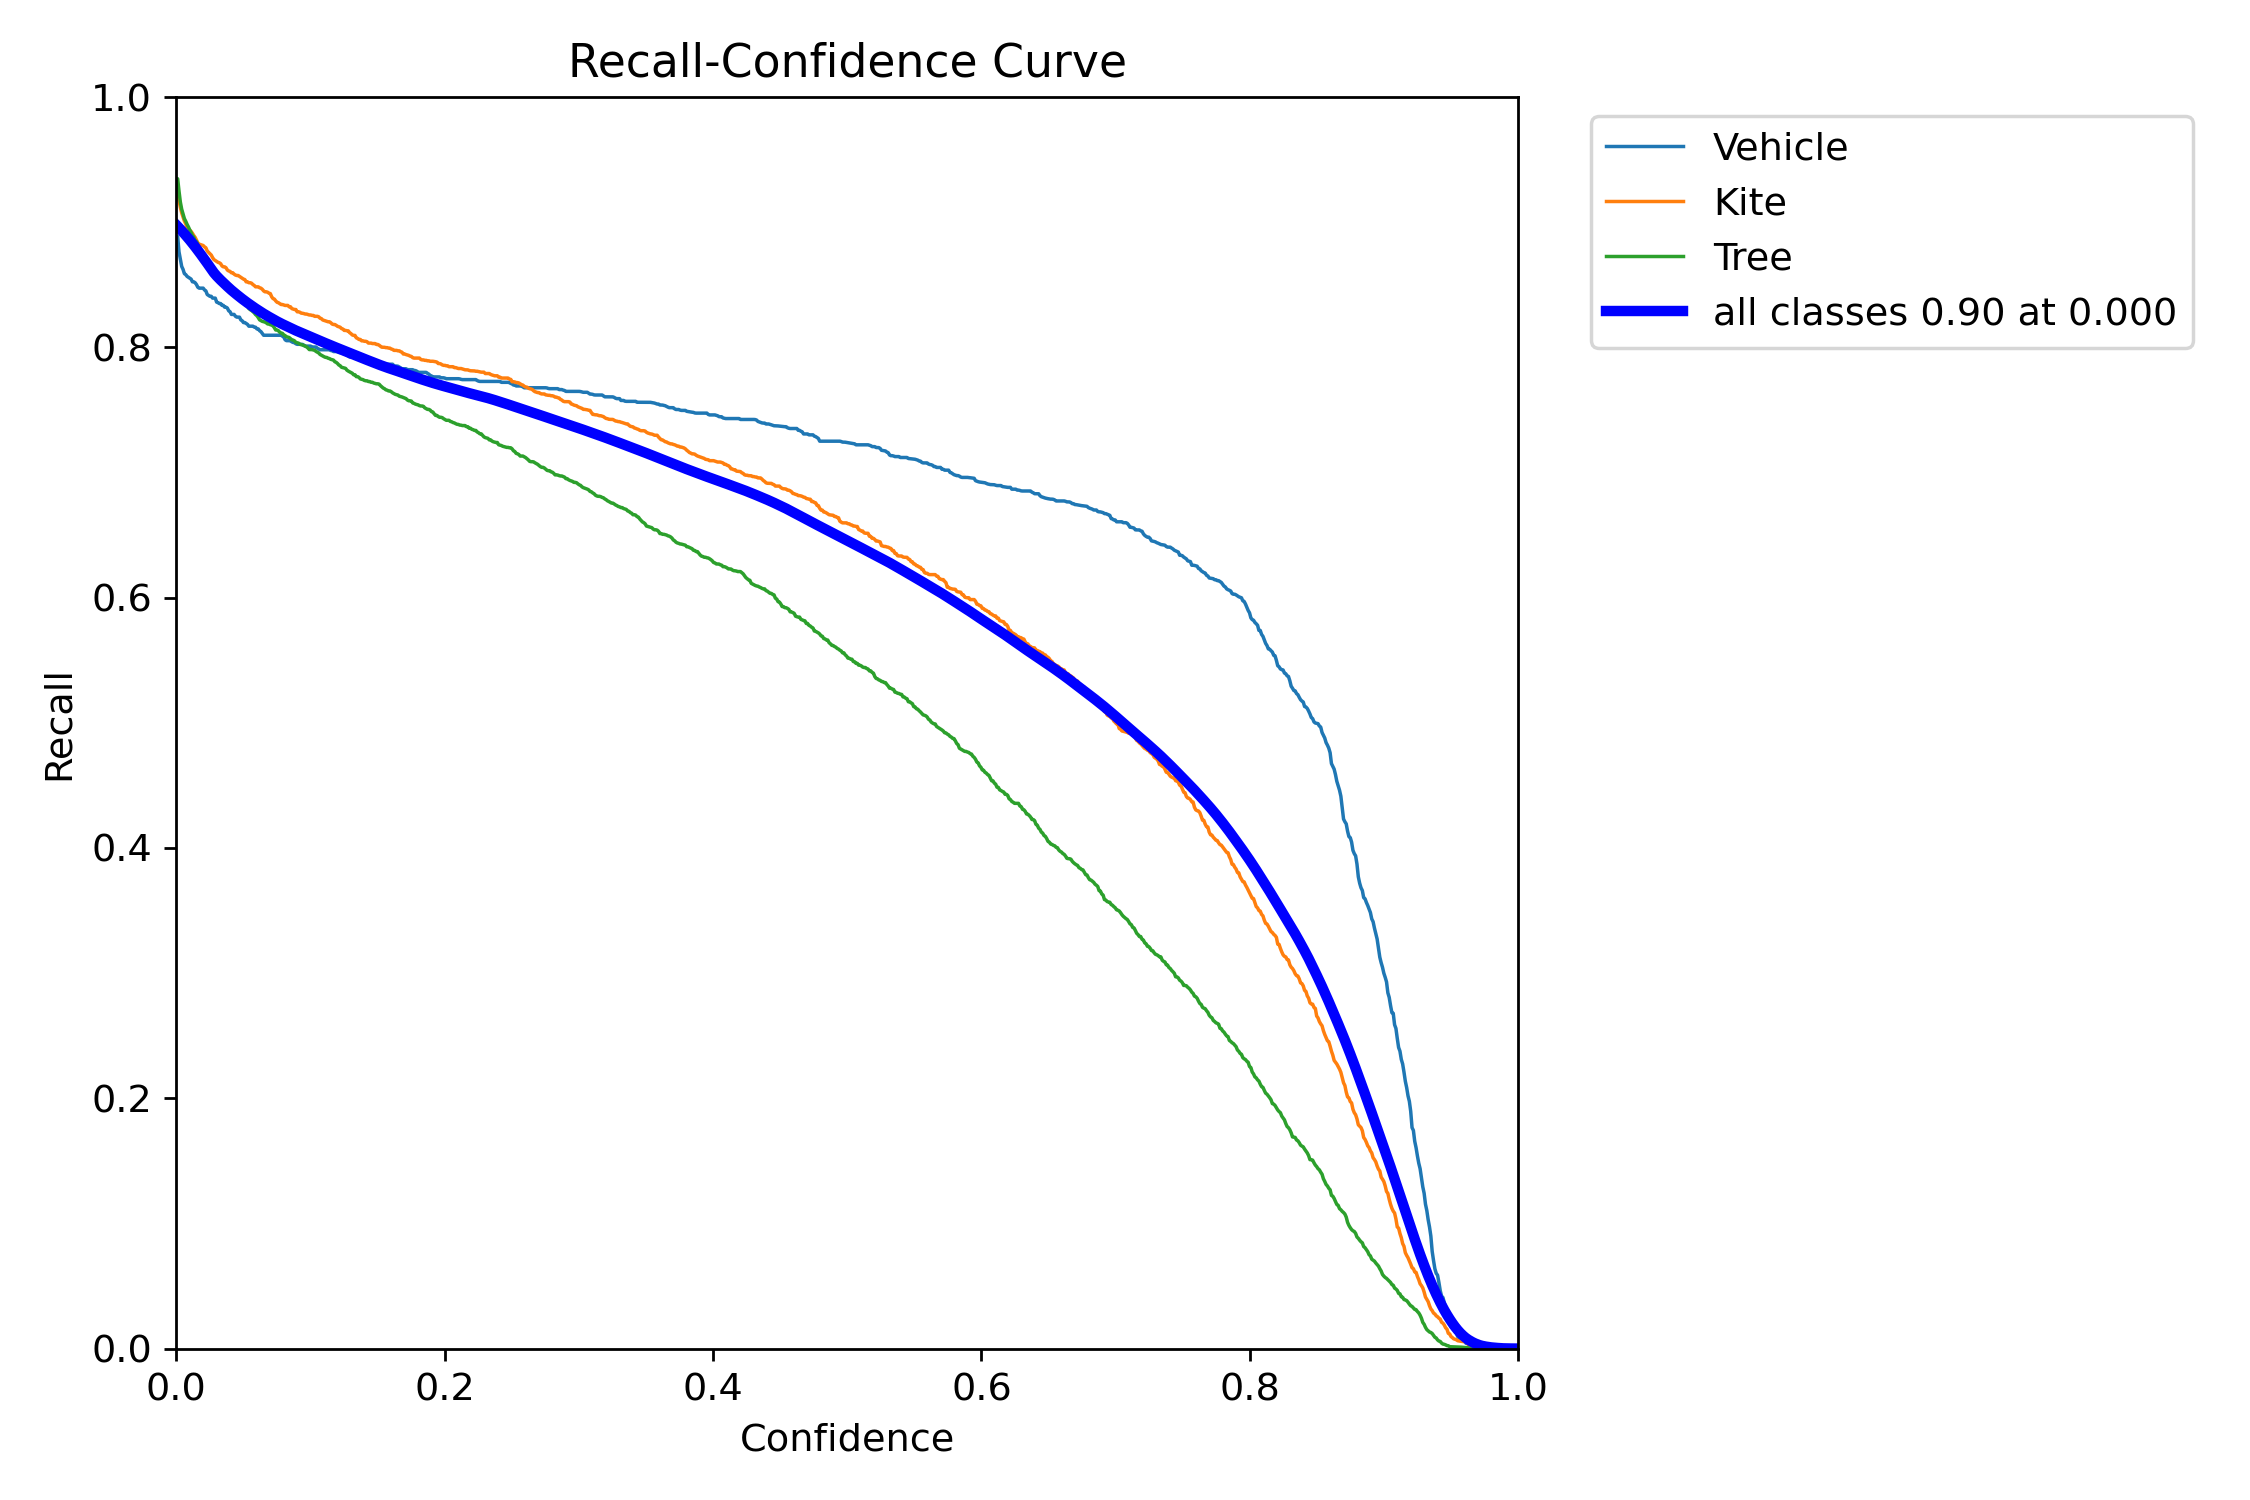 Recall-Confidence Curve
1.0
0.8
0.6
0.4
0.2
0.0
Recall
0.0 0.2 0.4 0.6 0.8 1.0
Confidence
Vehicle
Kite
Tree
all classes 0.90 at 0.000